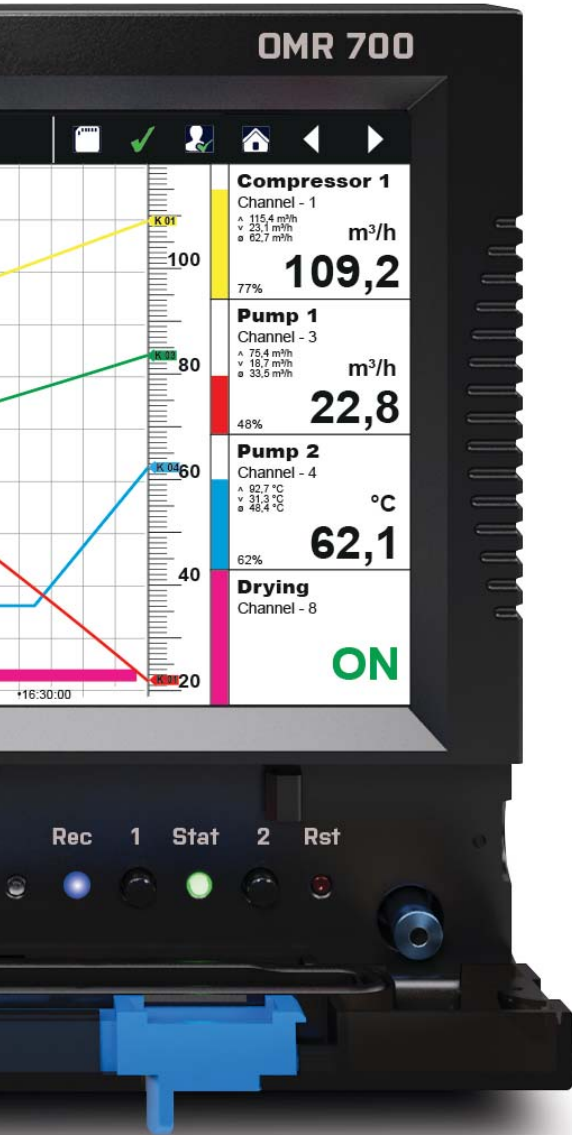 OMR 700
K 01
100
K 03
80
K 04
60
40
20
•16:30:00
Compressor 1
Channel - 1
^ 115,4 m³/h
v 23,1 m³/h
ø 62,7 m³/h
m³/h
77%
109,2
Pump 1
Channel - 3
^ 75,4 m³/h
v 18,7 m³/h
ø 33,5 m³/h
m³/h
48%
22,8
Pump 2
Channel - 4
^ 92,7 °C
v 31,3 °C
ø 48,4 °C
°C
62%
62,1
Drying
Channel - 8
ON
Rec 1 Stat 2 Rst